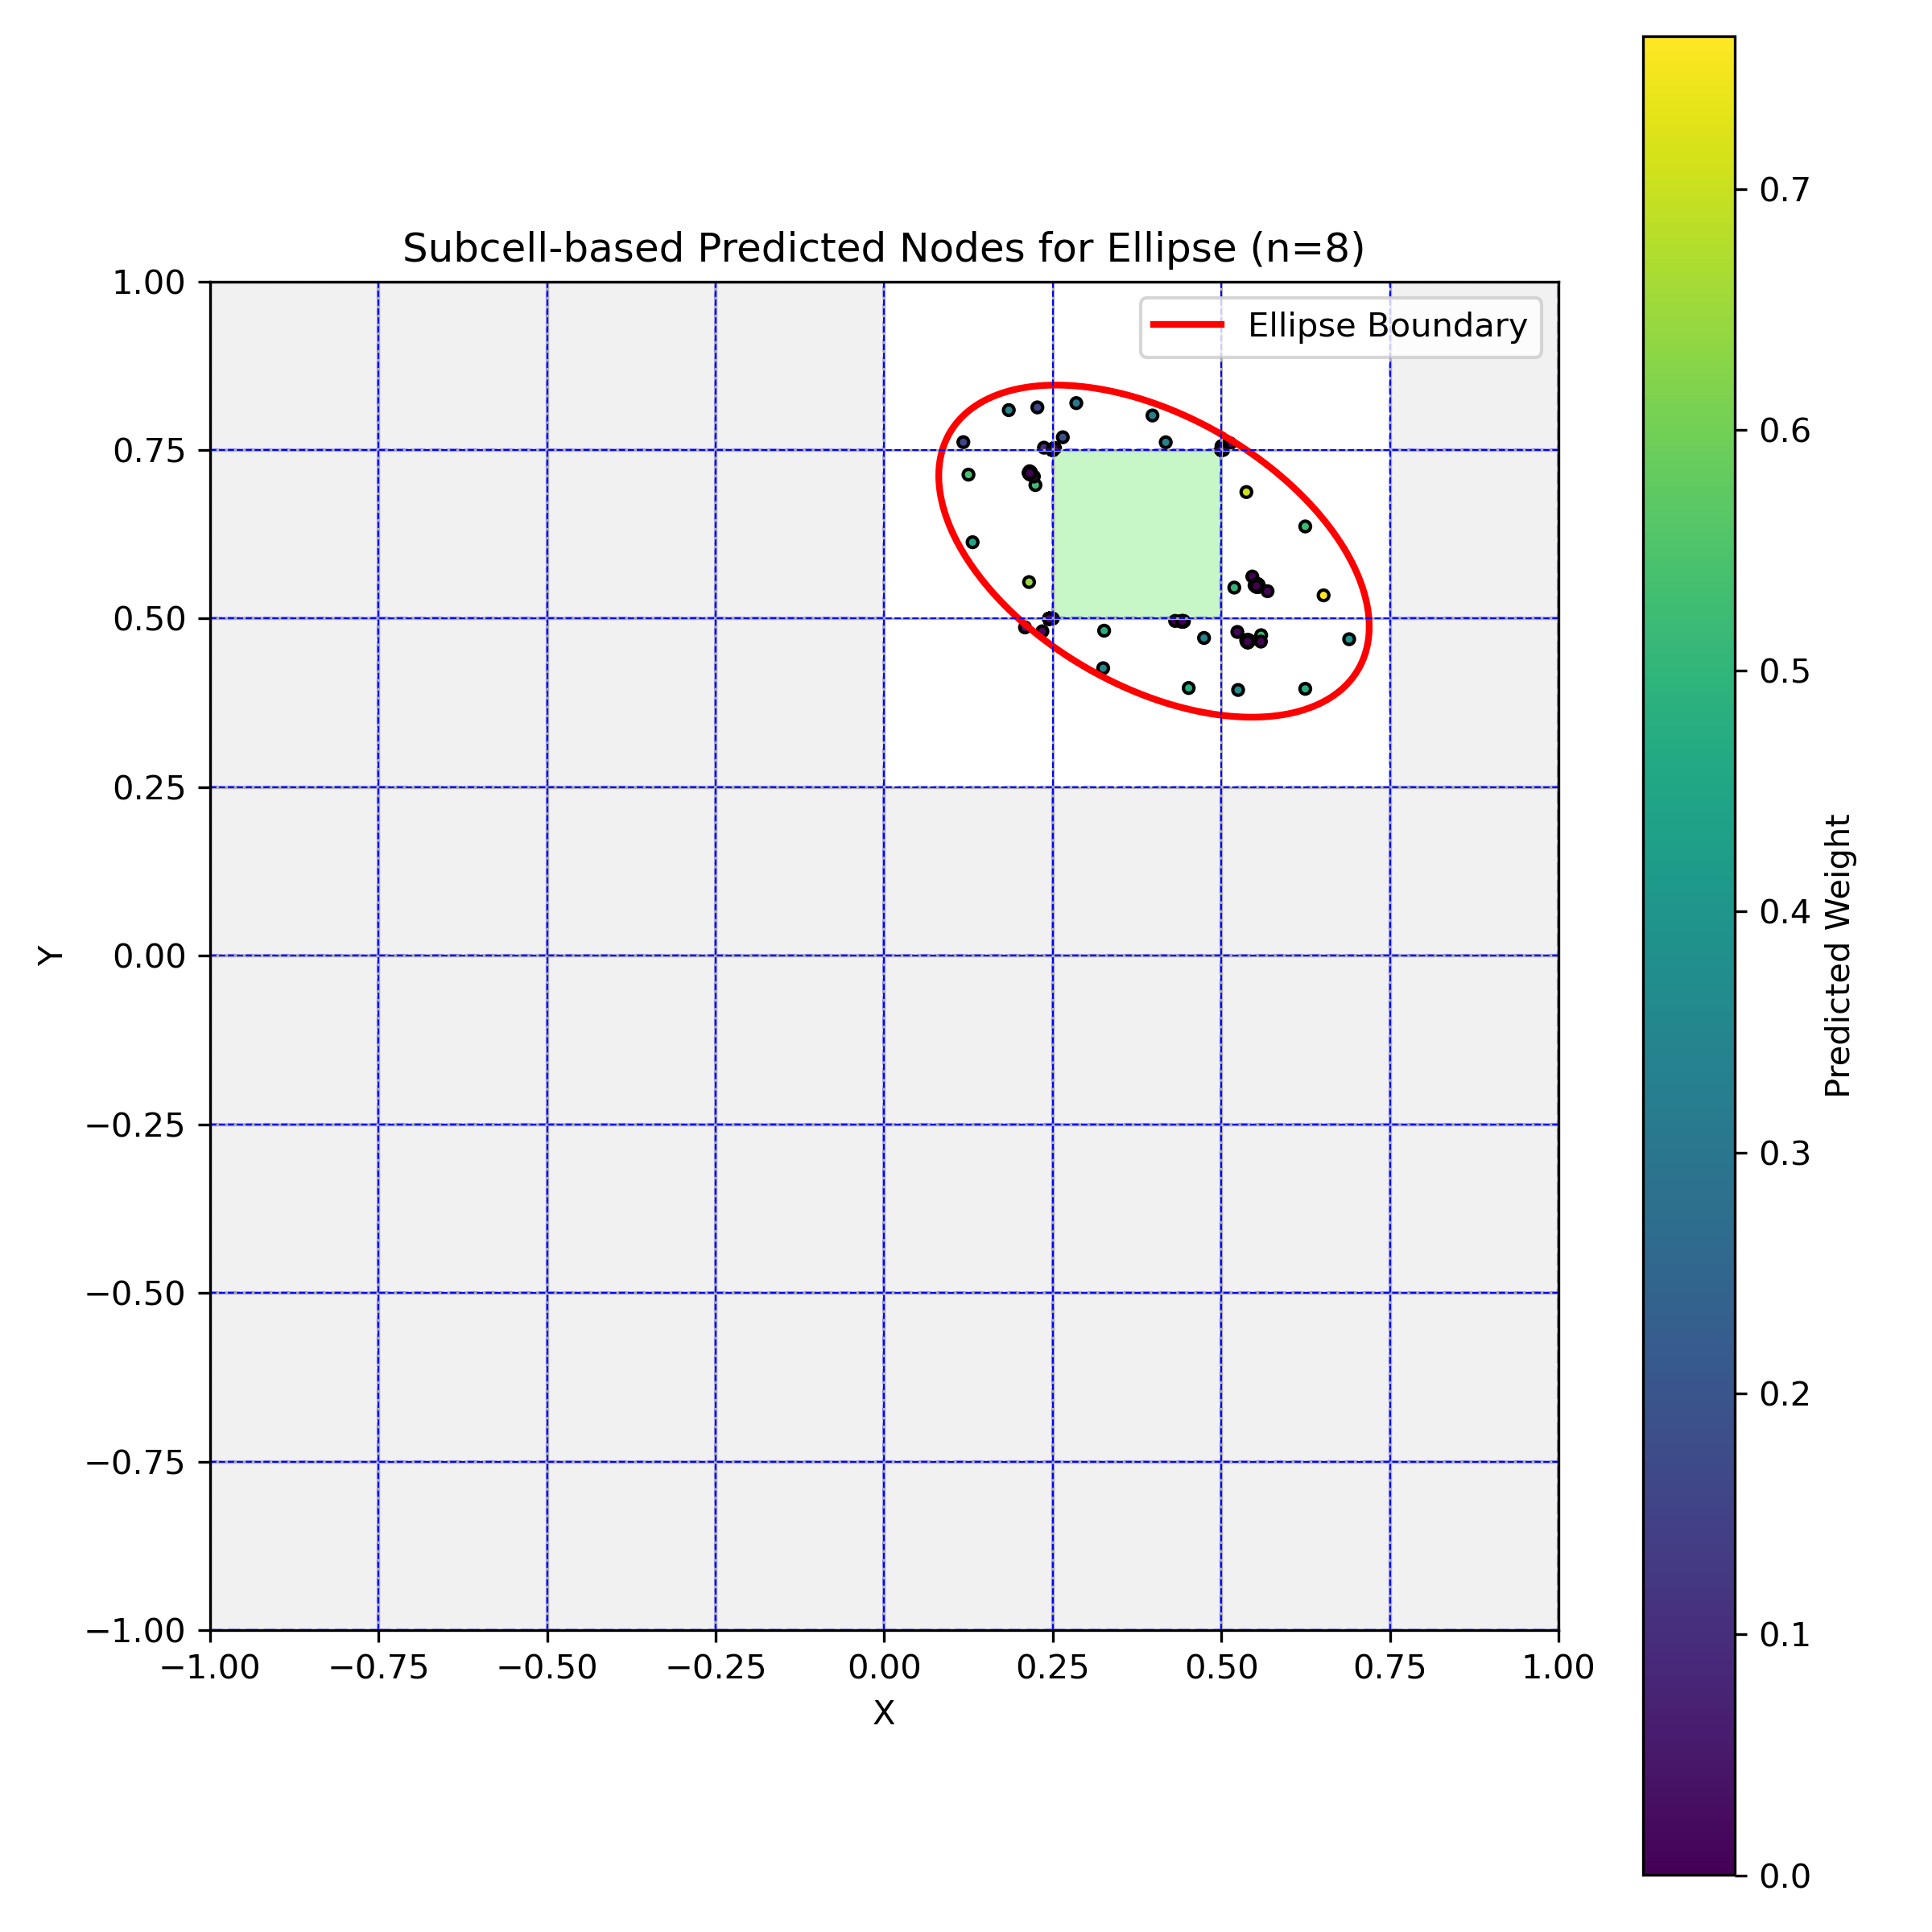 Subcell-based Predicted Nodes for Ellipse (n=8)
Ellipse Boundary
1.00
0.75
0.50
0.25
0.00
−0.25
−0.50
−0.75
−1.00
Y
−1.00 −0.75 −0.50 −0.25 0.00 0.25 0.50 0.75 1.00
X
0.7
0.6
0.5
0.4
0.3
0.2
0.1
0.0
Predicted Weight